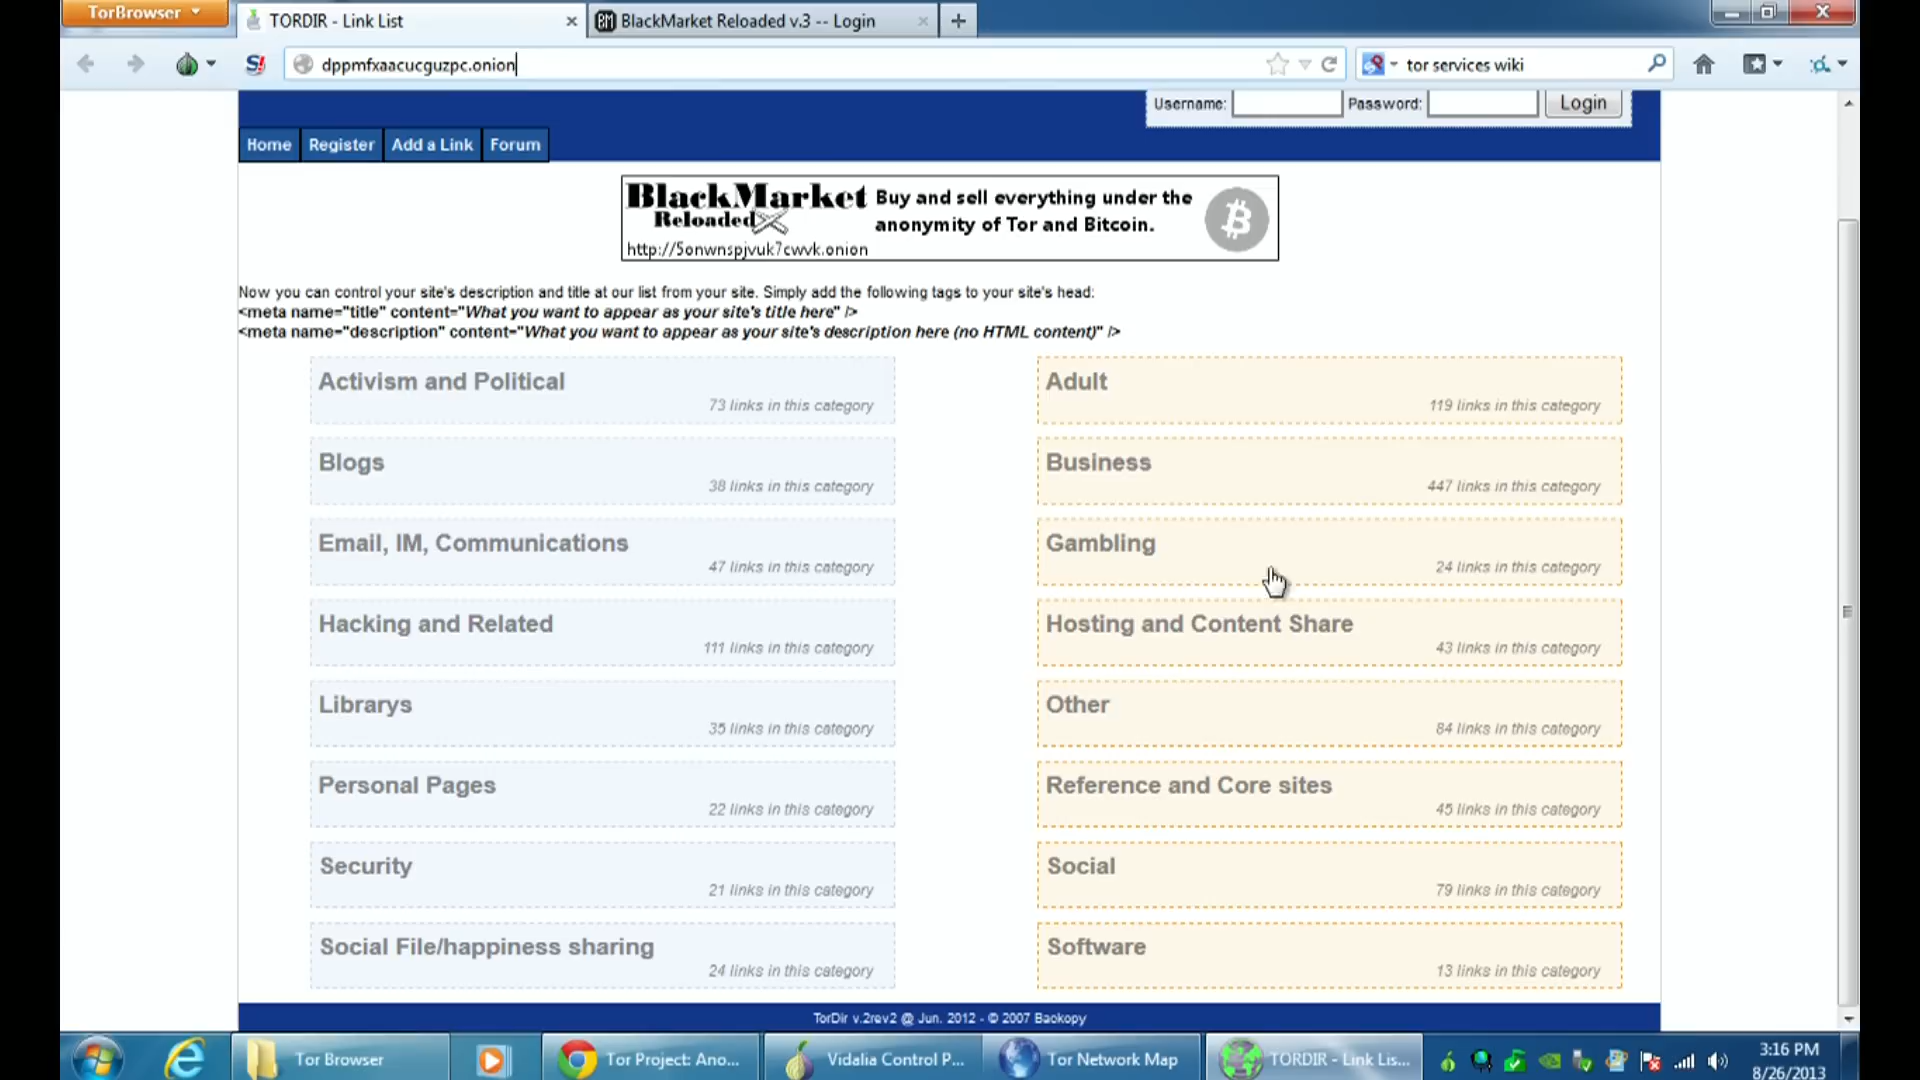 TorBrowser
TORDIR - Link List
BlackMarket Reloaded v.3 -- Login
dppmfxaacucguzpc.onion
tor services wiki
Username:
Password:
Login
Home
Register
Add a Link
Forum
BlackMarket
Reloaded
http://5onwnspjvuk7cwvk.onion
Buy and sell everything under the
anonymity of Tor and Bitcoin.
Now you can control your site's description and title at our list from your site. Simply add the following tags to your site's head:
<meta name="title" content="What you want to appear as your site's title here" />
<meta name="description" content="What you want to appear as your site's description here (no HTML content)" />
Activism and Political
73 links in this category
Adult
119 links in this category
Blogs
38 links in this category
Business
447 links in this category
Email, IM, Communications
47 links in this category
Gambling
24 links in this category
Hacking and Related
111 links in this category
Hosting and Content Share
43 links in this category
Librarys
35 links in this category
Other
84 links in this category
Personal Pages
22 links in this category
Reference and Core sites
45 links in this category
Security
21 links in this category
Social
79 links in this category
Social File/happiness sharing
24 links in this category
Software
13 links in this category
TorDir v.2rev2 @ Jun. 2012 - © 2007 Backopy
Tor Browser
Tor Project: Ano...
Vidalia Control P...
Tor Network Map
TORDIR - Link Lis...
3:16 PM
8/26/2013